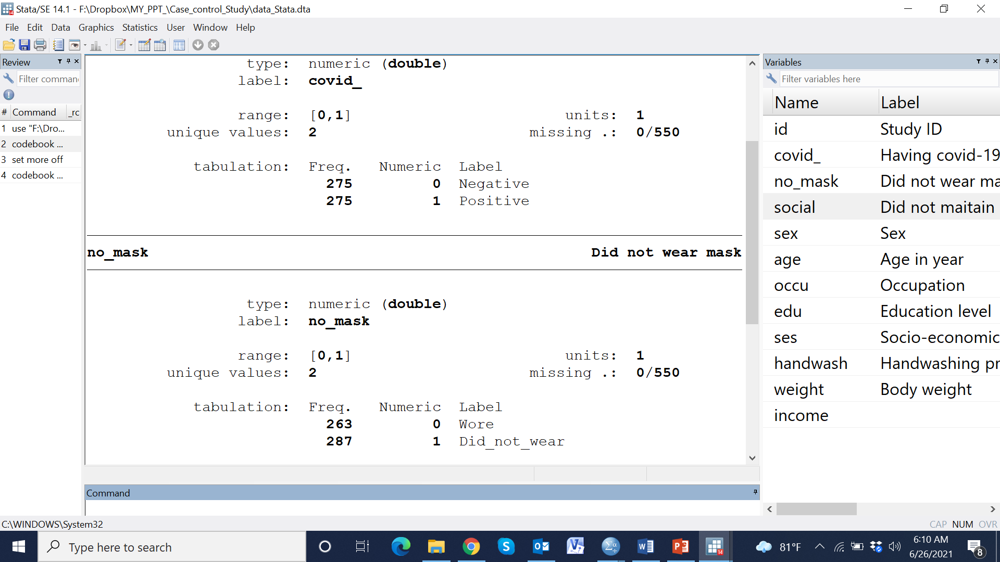 Stata/SE 14.1 - F:\Dropbox\MY_PPT_\Case_control_Study\data_Stata.dta
File Edit Data Graphics Statistics User Window Help
Review
Filter comman
# Command _rc
1 use "F:\Dro...
2 codebook ...
3 set more off
4 codebook ...
type: numeric (double)
label: covid_
range: [0,1] units: 1
unique values: 2 missing .: 0/550
tabulation: Freq. Numeric Label
275 0 Negative
275 1 Positive
no_mask Did not wear mask
type: numeric (double)
label: no_mask
range: [0,1] units: 1
unique values: 2 missing .: 0/550
tabulation: Freq. Numeric Label
263 0 Wore
287 1 Did_not_wear
Command
Variables
Filter variables here
Name Label
id Study ID
covid_ Having covid-19
no_mask Did not wear ma
social Did not maitain
sex Sex
age Age in year
occu Occupation
edu Education level
ses Socio-economic
handwash Handwashing pr
weight Body weight
income
C:\WINDOWS\System32
CAP NUM OVR
Type here to search
81°F
6:10 AM
6/26/2021
8
14